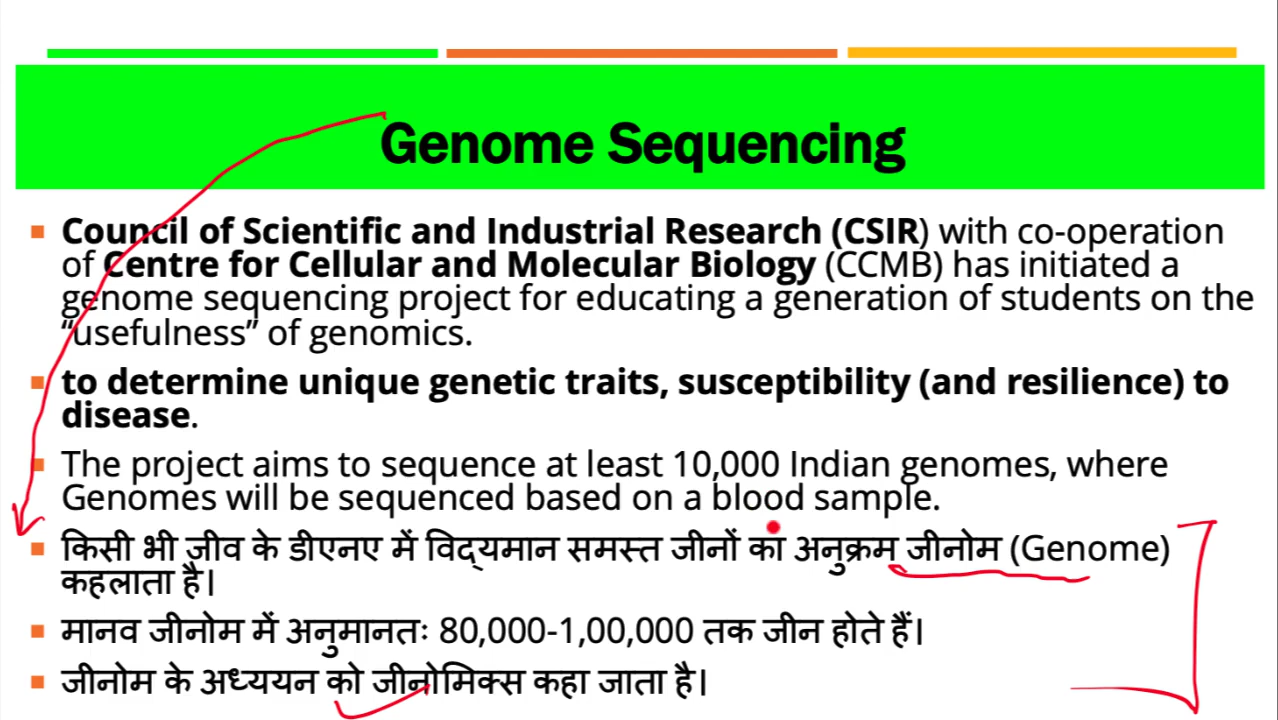 Genome Sequencing
Council of Scientific and Industrial Research (CSIR) with co-operation
of Centre for Cellular and Molecular Biology (CCMB) has initiated a
genome sequencing project for educating a generation of students on the
“usefulness” of genomics.
to determine unique genetic traits, susceptibility (and resilience) to
disease.
The project aims to sequence at least 10,000 Indian genomes, where
Genomes will be sequenced based on a blood sample.
किसी भी जीव के डीएनए में विद्यमान समस्त जीनों का अनुक्रम जीनोम (Genome)
कहलाता है।
मानव जीनोम में अनुमानतः 80,000-1,00,000 तक जीन होते हैं।
जीनोम के अध्ययन को जीनोमिक्स कहा जाता है।